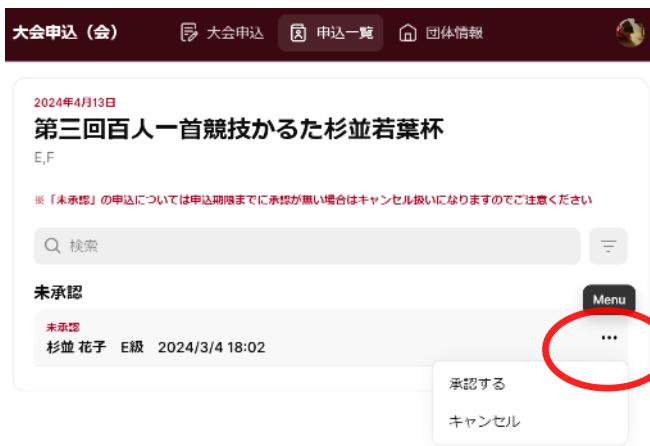 大会申込（会） 大会申込 申込一覧 団体情報
2024年4月13日
第三回百人一首競技かるた杉並若葉杯
E,F
※「未承認」の申込については申込期限までに承認が無い場合はキャンセル扱いになりますのでご注意ください
検索
未承認
Menu
未承認
杉並 花子 E級 2024/3/4 18:02
承認する
キャンセル